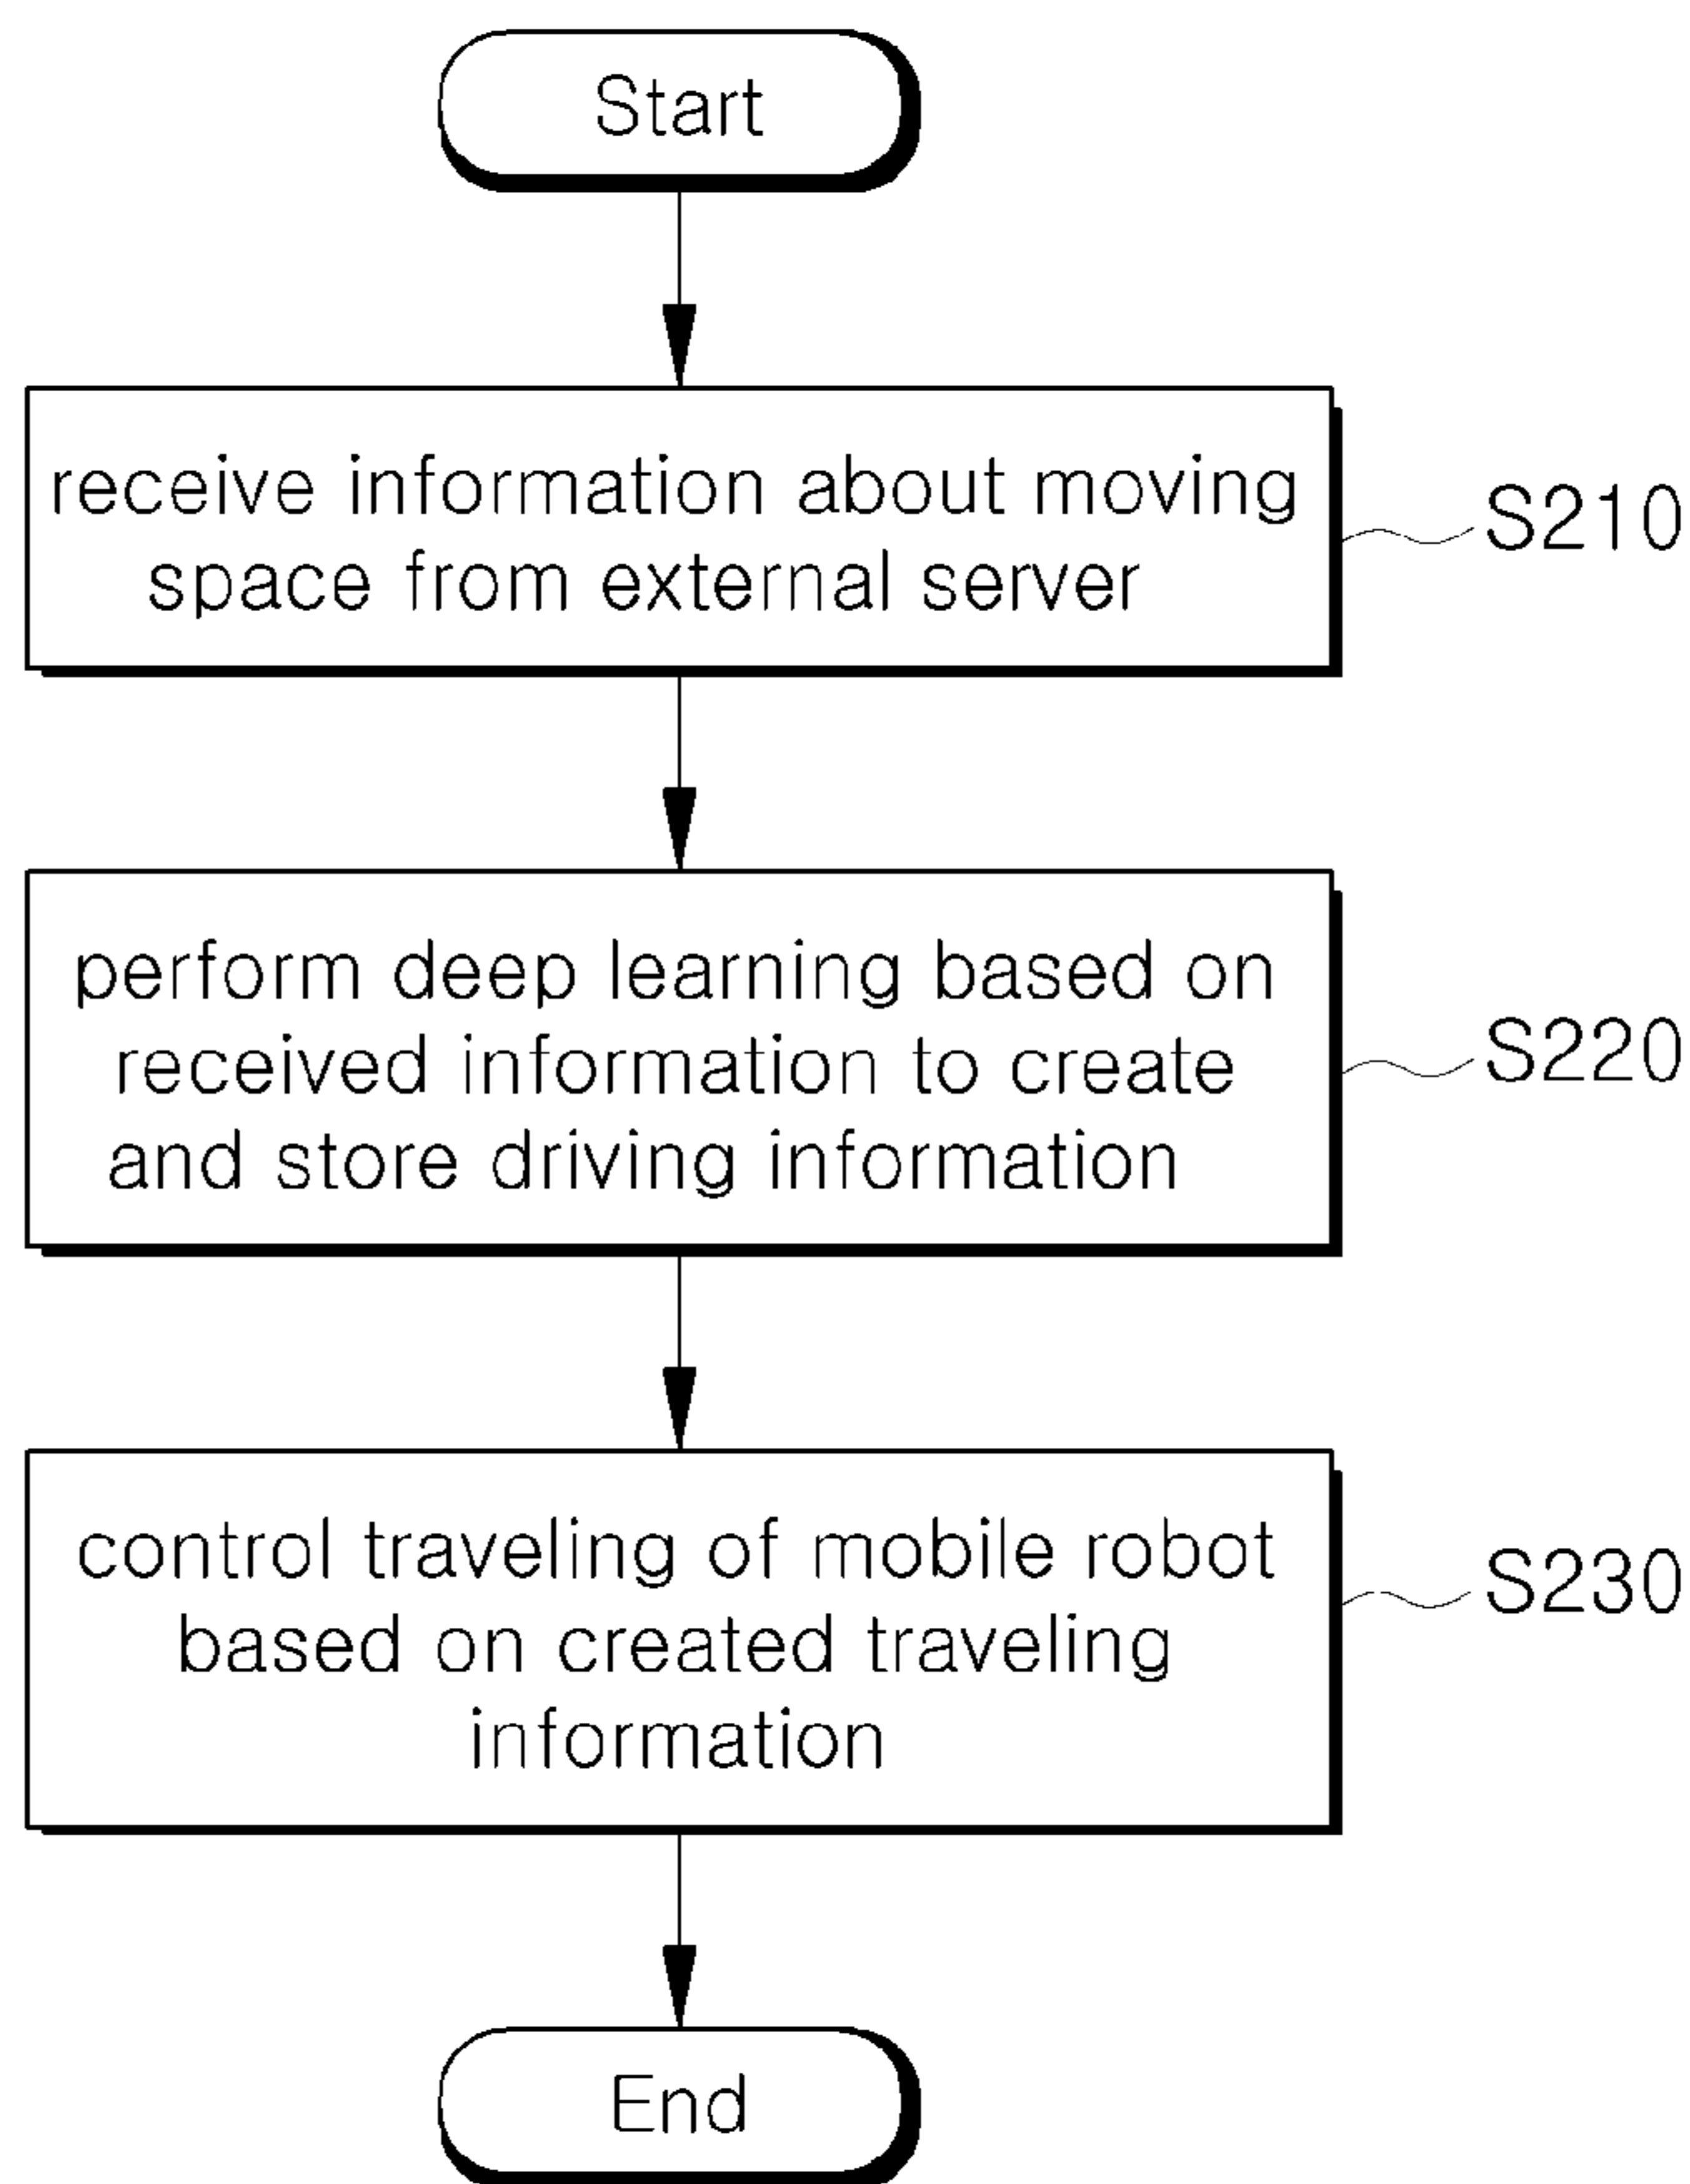 Start
receive information about moving
space from external server
S210
perform deep learning based on
received information to create
and store driving information
S220
control traveling of mobile robot
based on created traveling
information
S230
End